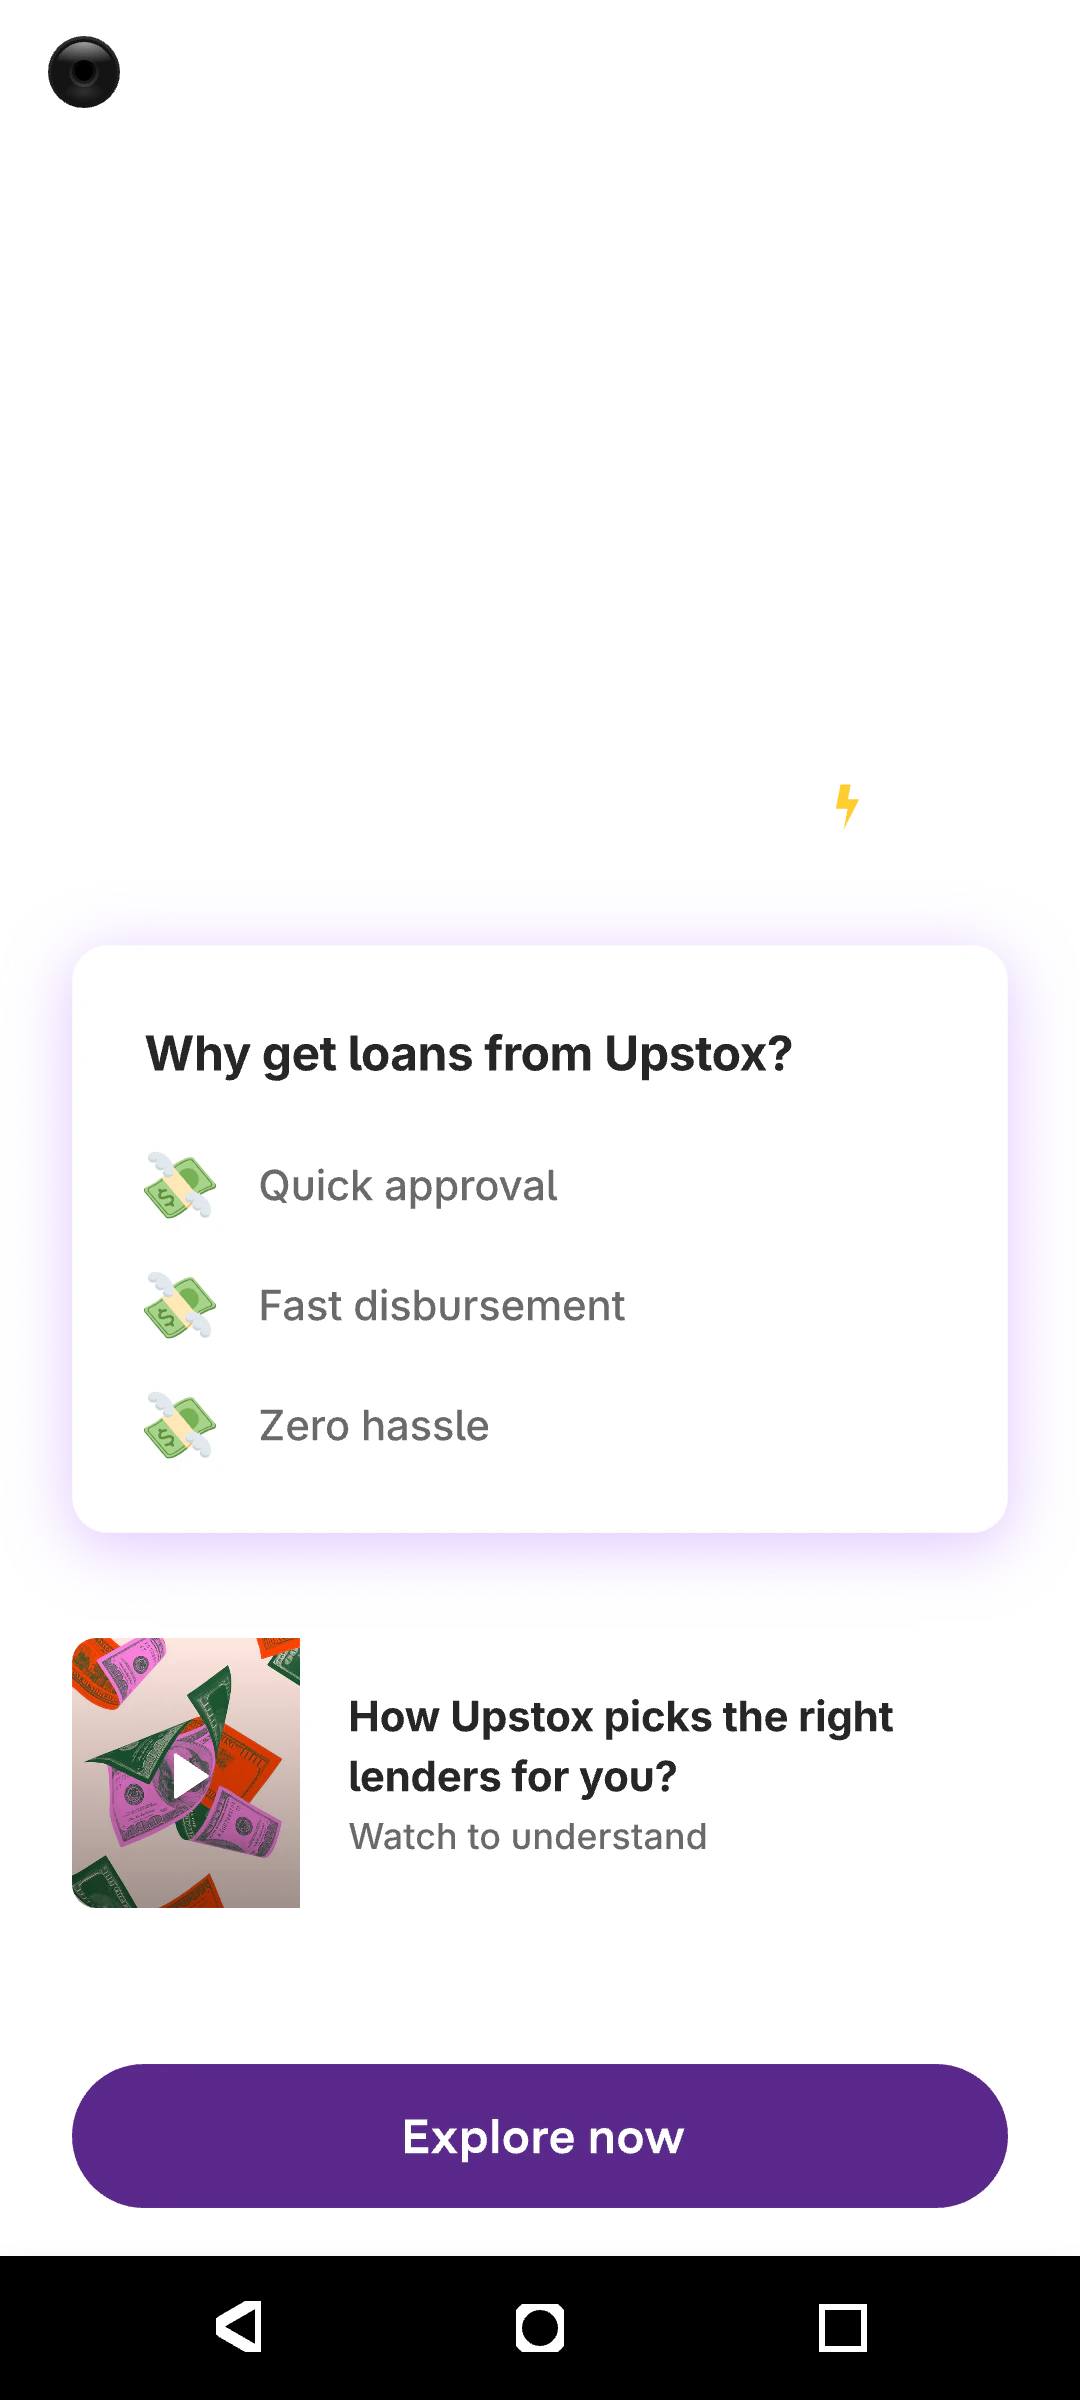 Why get loans from Upstox?
Quick approval
Fast disbursement
Zero hassle
How Upstox picks the right
lenders for you?
Watch to understand
Explore now